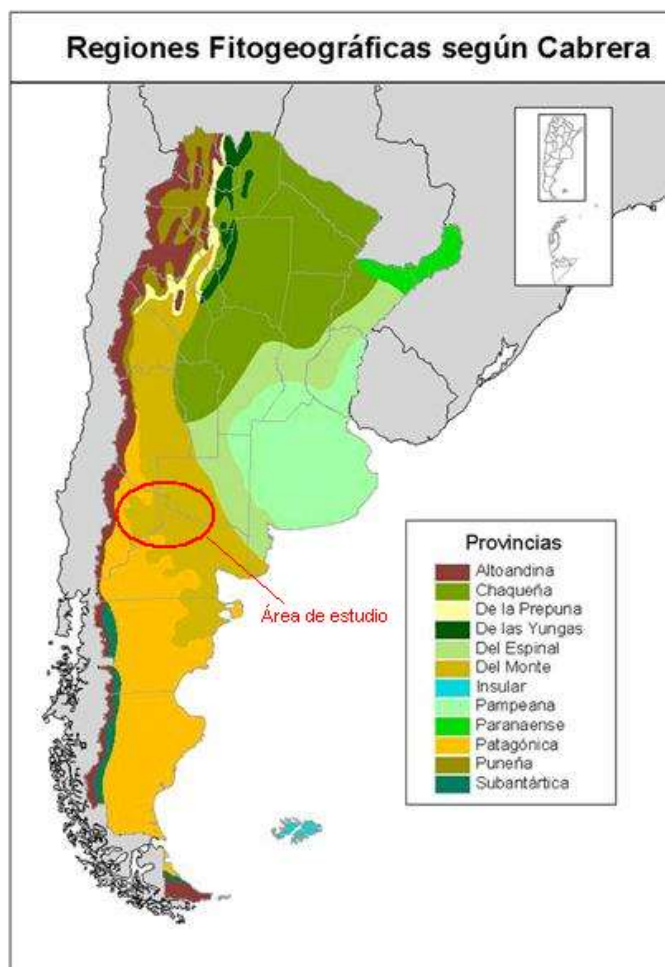 Regiones Fitogeográficas según Cabrera
Área de estudio
Provincias
Altoandina
Chaqueña
De la Prepuna
De las Yungas
Del Espinal
Del Monte
Insular
Pampeana
Paranaense
Patagónica
Puneña
Subantártica